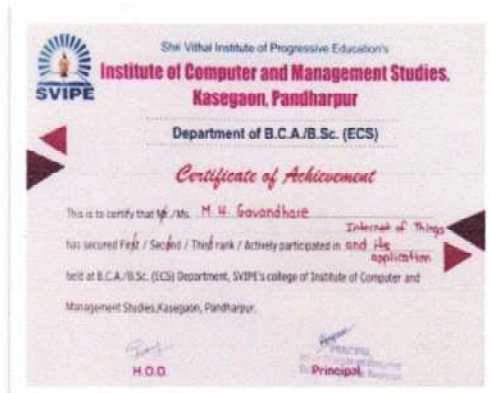 Shri Vithal Institute of Progressive Education's
Institute of Computer and Management Studies,
Kasegaon, Pandharpur
SVIPE
Department of B.C.A./B.Sc. (ECS)
Certificate of Achievement
This is to certify that Mr./Ms. M. H. Gavandhare
Internet of Things
has secured First / Second / Third rank / Actively participated in and its
application
held at B.C.A./B.Sc. (ECS) Department, SVIPE's college of Institute of Computer and
Management Studies,Kasegaon, Pandharpur.
PRINCIPAL
H.O.D.
Principal